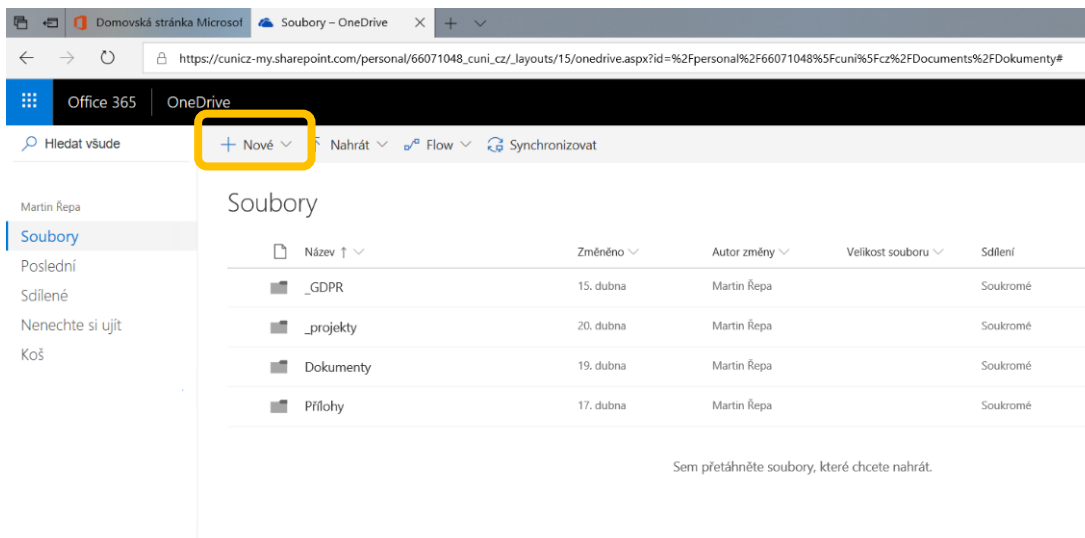 Domovská stránka Microsof Soubory – OneDrive
https://cunicz-my.sharepoint.com/personal/66071048_cuni_cz/_layouts/15/onedrive.aspx?id=%2Fpersonal%2F66071048%5Fcuni%5Fcz%2FDocuments%2FDokumenty#
Office 365 OneDrive
Hledat všude + Nové Nahrát Flow Synchronizovat
Martin Řepa
Soubory
Poslední
Sdílené
Nenechte si ujít
Koš
Soubory
Název ↑ Změněno Autor změny Velikost souboru Sdílení
_GDPR 15. dubna Martin Řepa Soukromé
_projekty 20. dubna Martin Řepa Soukromé
Dokumenty 19. dubna Martin Řepa Soukromé
Přílohy 17. dubna Martin Řepa Soukromé
Sem přetáhněte soubory, které chcete nahrát.